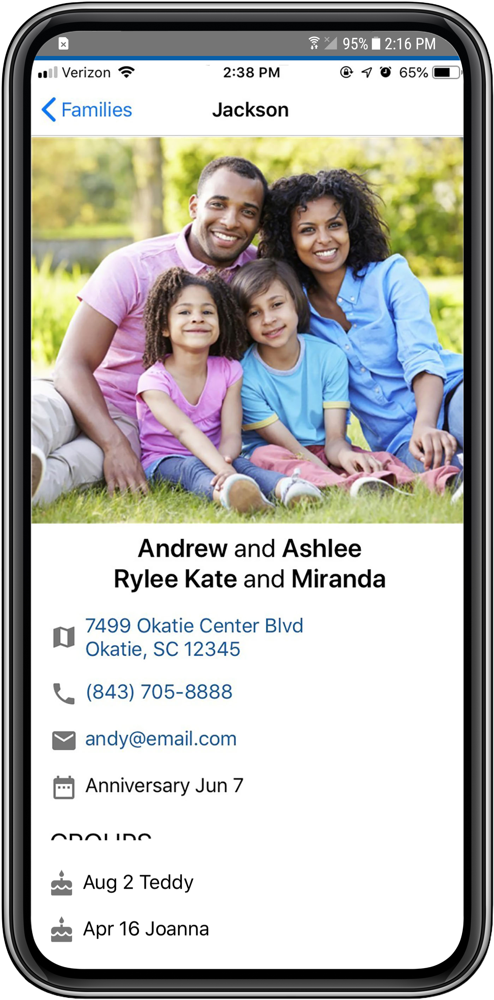 95% 2:16 PM
Verizon 2:38 PM 65%
Families Jackson
Andrew and Ashlee
Rylee Kate and Miranda
7499 Okatie Center Blvd
Okatie, SC 12345
(843) 705-8888
andy@email.com
Anniversary Jun 7
GROUPS
Aug 2 Teddy
Apr 16 Joanna